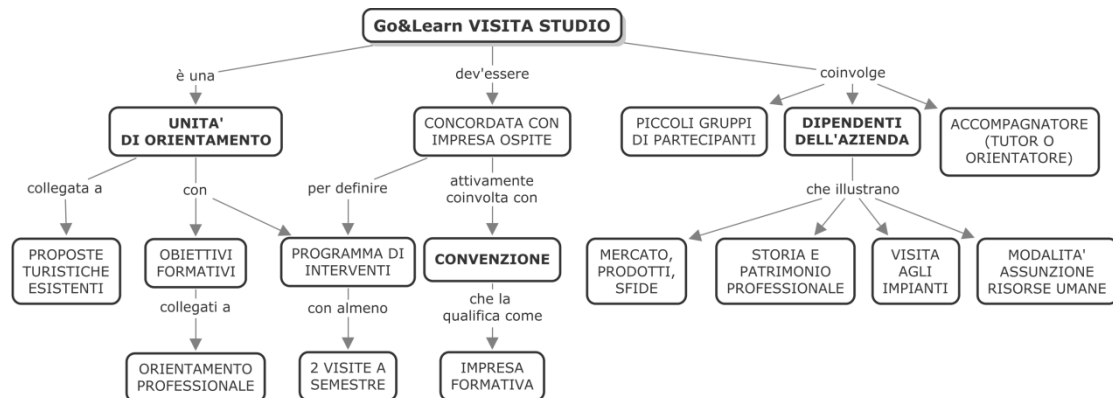 Go&Learn VISITA STUDIO
è una
dev'essere
coinvolge
UNITA'
DI ORIENTAMENTO
CONCORDATA CON
IMPRESA OSPITE
PICCOLI GRUPPI
DI PARTECIPANTI
DIPENDENTI
DELL'AZIENDA
ACCOMPAGNATORE
(TUTOR O
ORIENTATORE)
collegata a
con
per definire
attivamente
coinvolta con
che illustrano
PROPOSTE
TURISTICHE
ESISTENTI
OBIETTIVI
FORMATIVI
PROGRAMMA DI
INTERVENTI
CONVENZIONE
MERCATO,
PRODOTTI,
SFIDE
STORIA E
PATRIMONIO
PROFESSIONALE
VISITA
AGLI
IMPIANTI
MODALITA'
ASSUNZIONE
RISORSE UMANE
collegati a
con almeno
che la
qualifica come
ORIENTAMENTO
PROFESSIONALE
2 VISITE A
SEMESTRE
IMPRESA
FORMATIVA